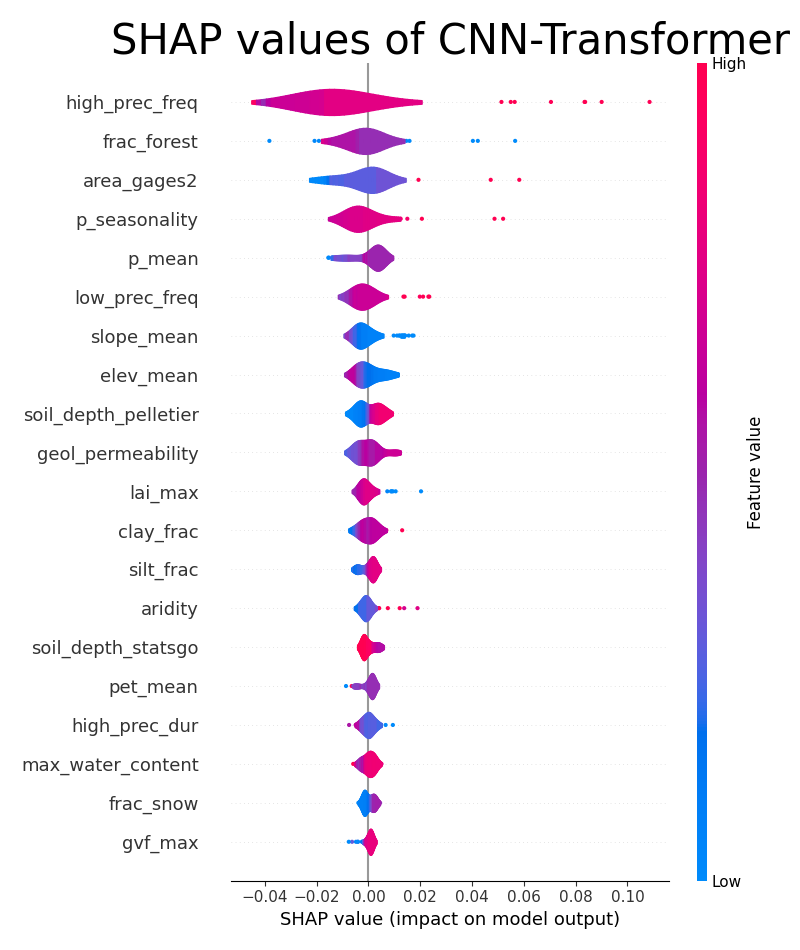 SHAP values of CNN-Transformer
High
high_prec_freq
frac_forest
area_gages2
p_seasonality
p_mean
low_prec_freq
slope_mean
elev_mean
soil_depth_pelletier
geol_permeability
lai_max
clay_frac
silt_frac
aridity
soil_depth_statsgo
pet_mean
high_prec_dur
max_water_content
frac_snow
gvf_max
Feature value
Low
−0.04 −0.02 0.00 0.02 0.04 0.06 0.08 0.10
SHAP value (impact on model output)